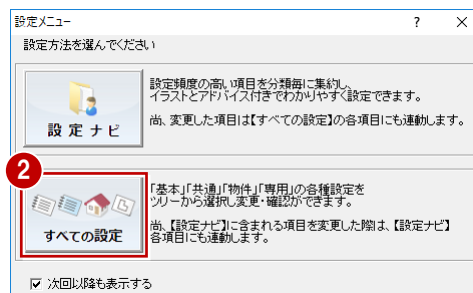 設定メニュー ? ×
設定方法を選んでください
設定ナビ
設定頻度の高い項目を分類毎に集約し、
イラストとアドバイス付きでわかりやすく設定できます。
尚、変更した項目は【すべての設定】の各項目にも連動します。
2
すべての設定
「基本」「共通」「物件」「専用」の各種設定を
ツリーから選択し変更・確認ができます。
尚、【設定ナビ】に含まれる項目を変更した際は、【設定ナビ】
各項目にも連動します。
次回以降も表示する